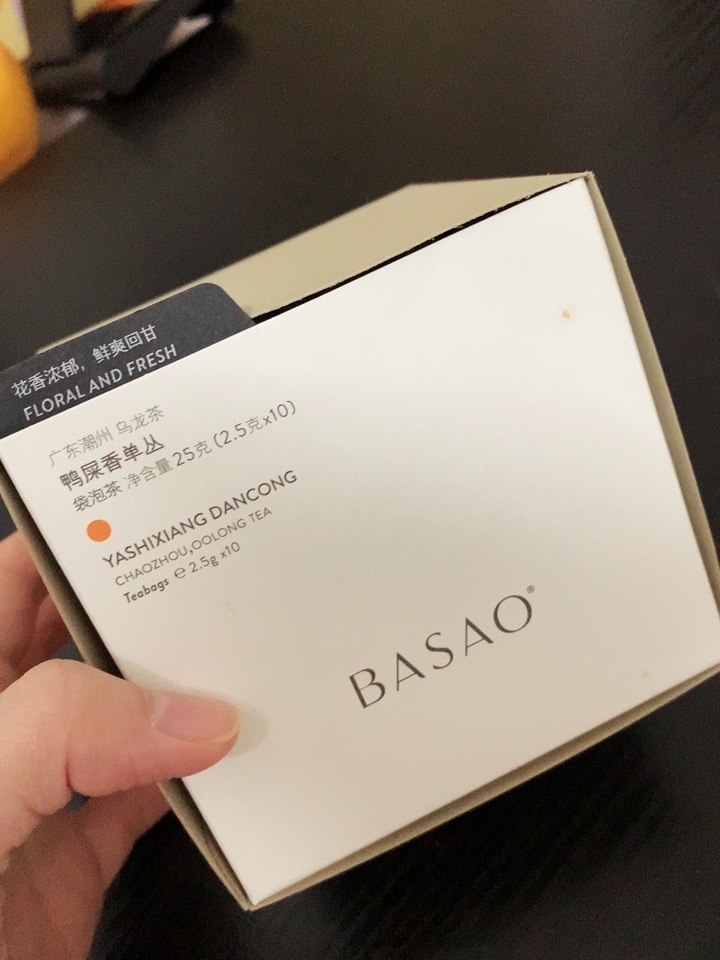 花香浓郁，鲜爽回甘
FLORAL AND FRESH
广东潮州 乌龙茶
鸭屎香单丛
袋泡茶 净含量 25克 (2.5克x10)
YASHIXIANG DANCONG
CHAOZHOU,OOLONG TEA
Teabags ℮ 2.5g x10
BASAO®